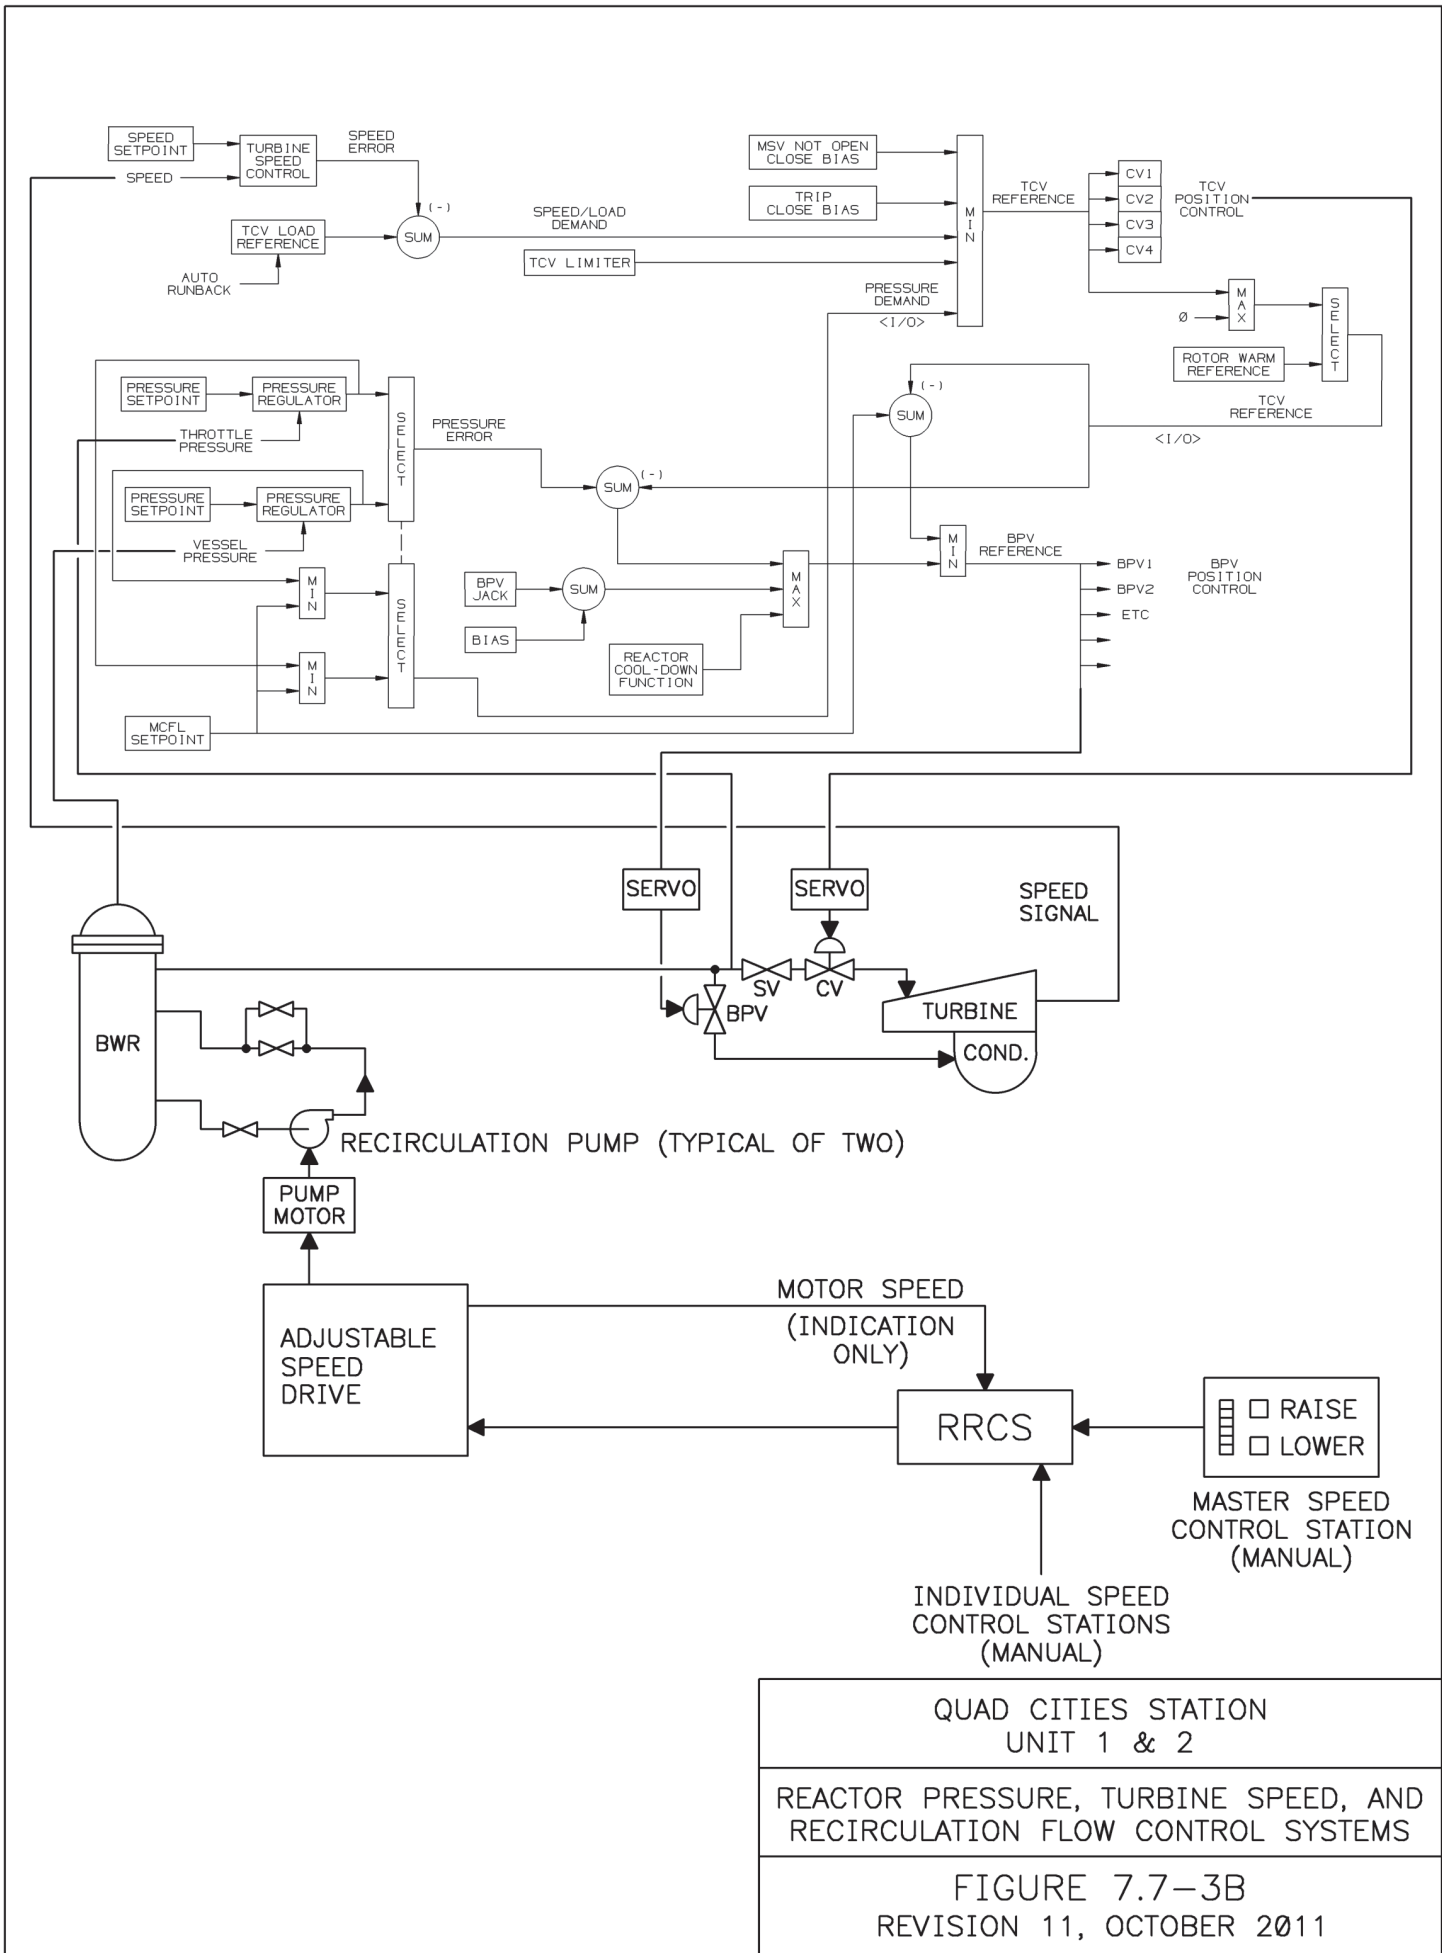 SPEED
SETPOINT
TURBINE
SPEED
CONTROL
SPEED
ERROR
SPEED
(-)
TCV LOAD
REFERENCE
SUM
SPEED/LOAD
DEMAND
AUTO
RUNBACK
MSV NOT OPEN
CLOSE BIAS
TRIP
CLOSE BIAS
TCV LIMITER
PRESSURE
DEMAND
<I/O>
MIN
TCV
REFERENCE
CV1
CV2
CV3
CV4
TCV
POSITION
CONTROL
Ø
MAX
SELECT
ROTOR WARM
REFERENCE
TCV
REFERENCE
<I/O>
PRESSURE
SETPOINT
PRESSURE
REGULATOR
THROTTLE
PRESSURE
SELECT
PRESSURE
ERROR
(-)
SUM
(-)
SUM
PRESSURE
SETPOINT
PRESSURE
REGULATOR
VESSEL
PRESSURE
MIN
MIN
SELECT
MCFL
SETPOINT
BPV
JACK
SUM
BIAS
REACTOR
COOL-DOWN
FUNCTION
MAX
MIN
BPV
REFERENCE
BPV1
BPV2
ETC
BPV
POSITION
CONTROL
SERVO
SERVO
SPEED
SIGNAL
SV
CV
BPV
TURBINE
COND.
BWR
RECIRCULATION PUMP (TYPICAL OF TWO)
PUMP
MOTOR
ADJUSTABLE
SPEED
DRIVE
MOTOR SPEED
(INDICATION
ONLY)
RRCS
RAISE
LOWER
MASTER SPEED
CONTROL STATION
(MANUAL)
INDIVIDUAL SPEED
CONTROL STATIONS
(MANUAL)
QUAD CITIES STATION
UNIT 1 & 2
REACTOR PRESSURE, TURBINE SPEED, AND
RECIRCULATION FLOW CONTROL SYSTEMS
FIGURE 7.7-3B
REVISION 11, OCTOBER 2011